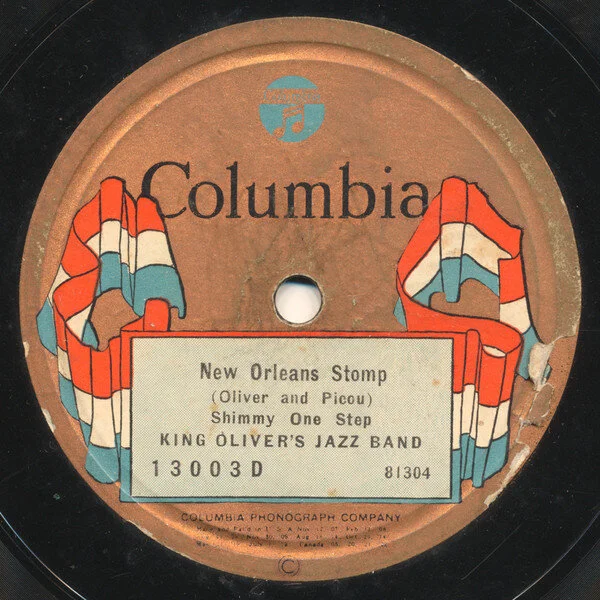 Columbia
New Orleans Stomp
(Oliver and Picou)
Shimmy One Step
KING OLIVER'S JAZZ BAND
13003D 81304
COLUMBIA PHONOGRAPH COMPANY
©